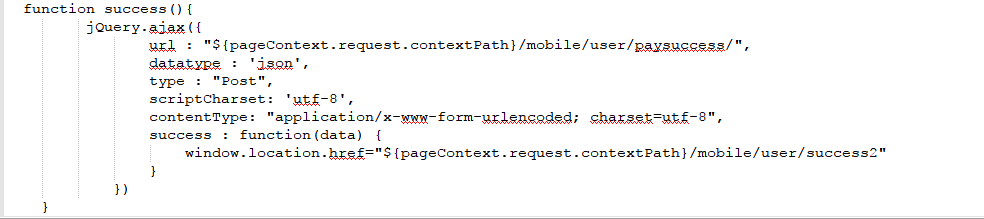 function success(){
jQuery.ajax({
url : "${pageContext.request.contextPath}/mobile/user/paysuccess/",
datatype : 'json',
type : "Post",
scriptCharset: 'utf-8',
contentType: "application/x-www-form-urlencoded; charset=utf-8",
success : function(data) {
window.location.href="${pageContext.request.contextPath}/mobile/user/success2"
}
})
}